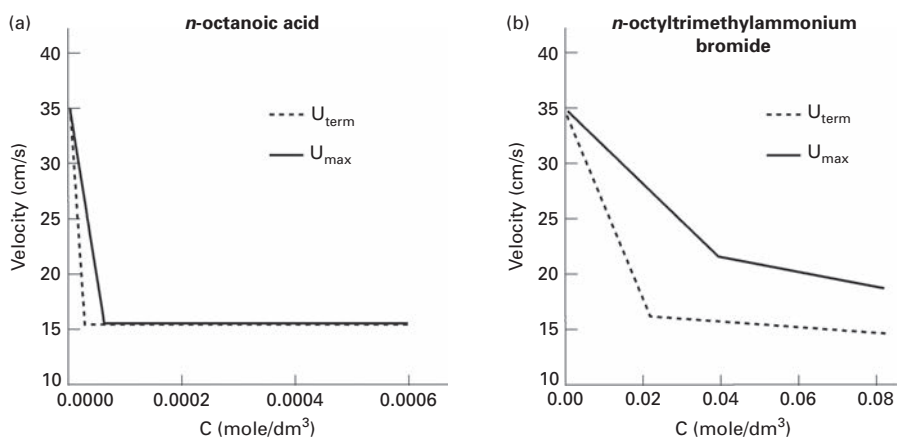 (a)
n-octanoic acid
40
35
30
25
20
15
10
Velocity (cm/s)
U_term
U_max
0.0000 0.0002 0.0004 0.0006
C (mole/dm³)
(b)
n-octyltrimethylammonium
bromide
40
35
30
25
20
15
10
Velocity (cm/s)
U_term
U_max
0.00 0.02 0.04 0.06 0.08
C (mole/dm³)